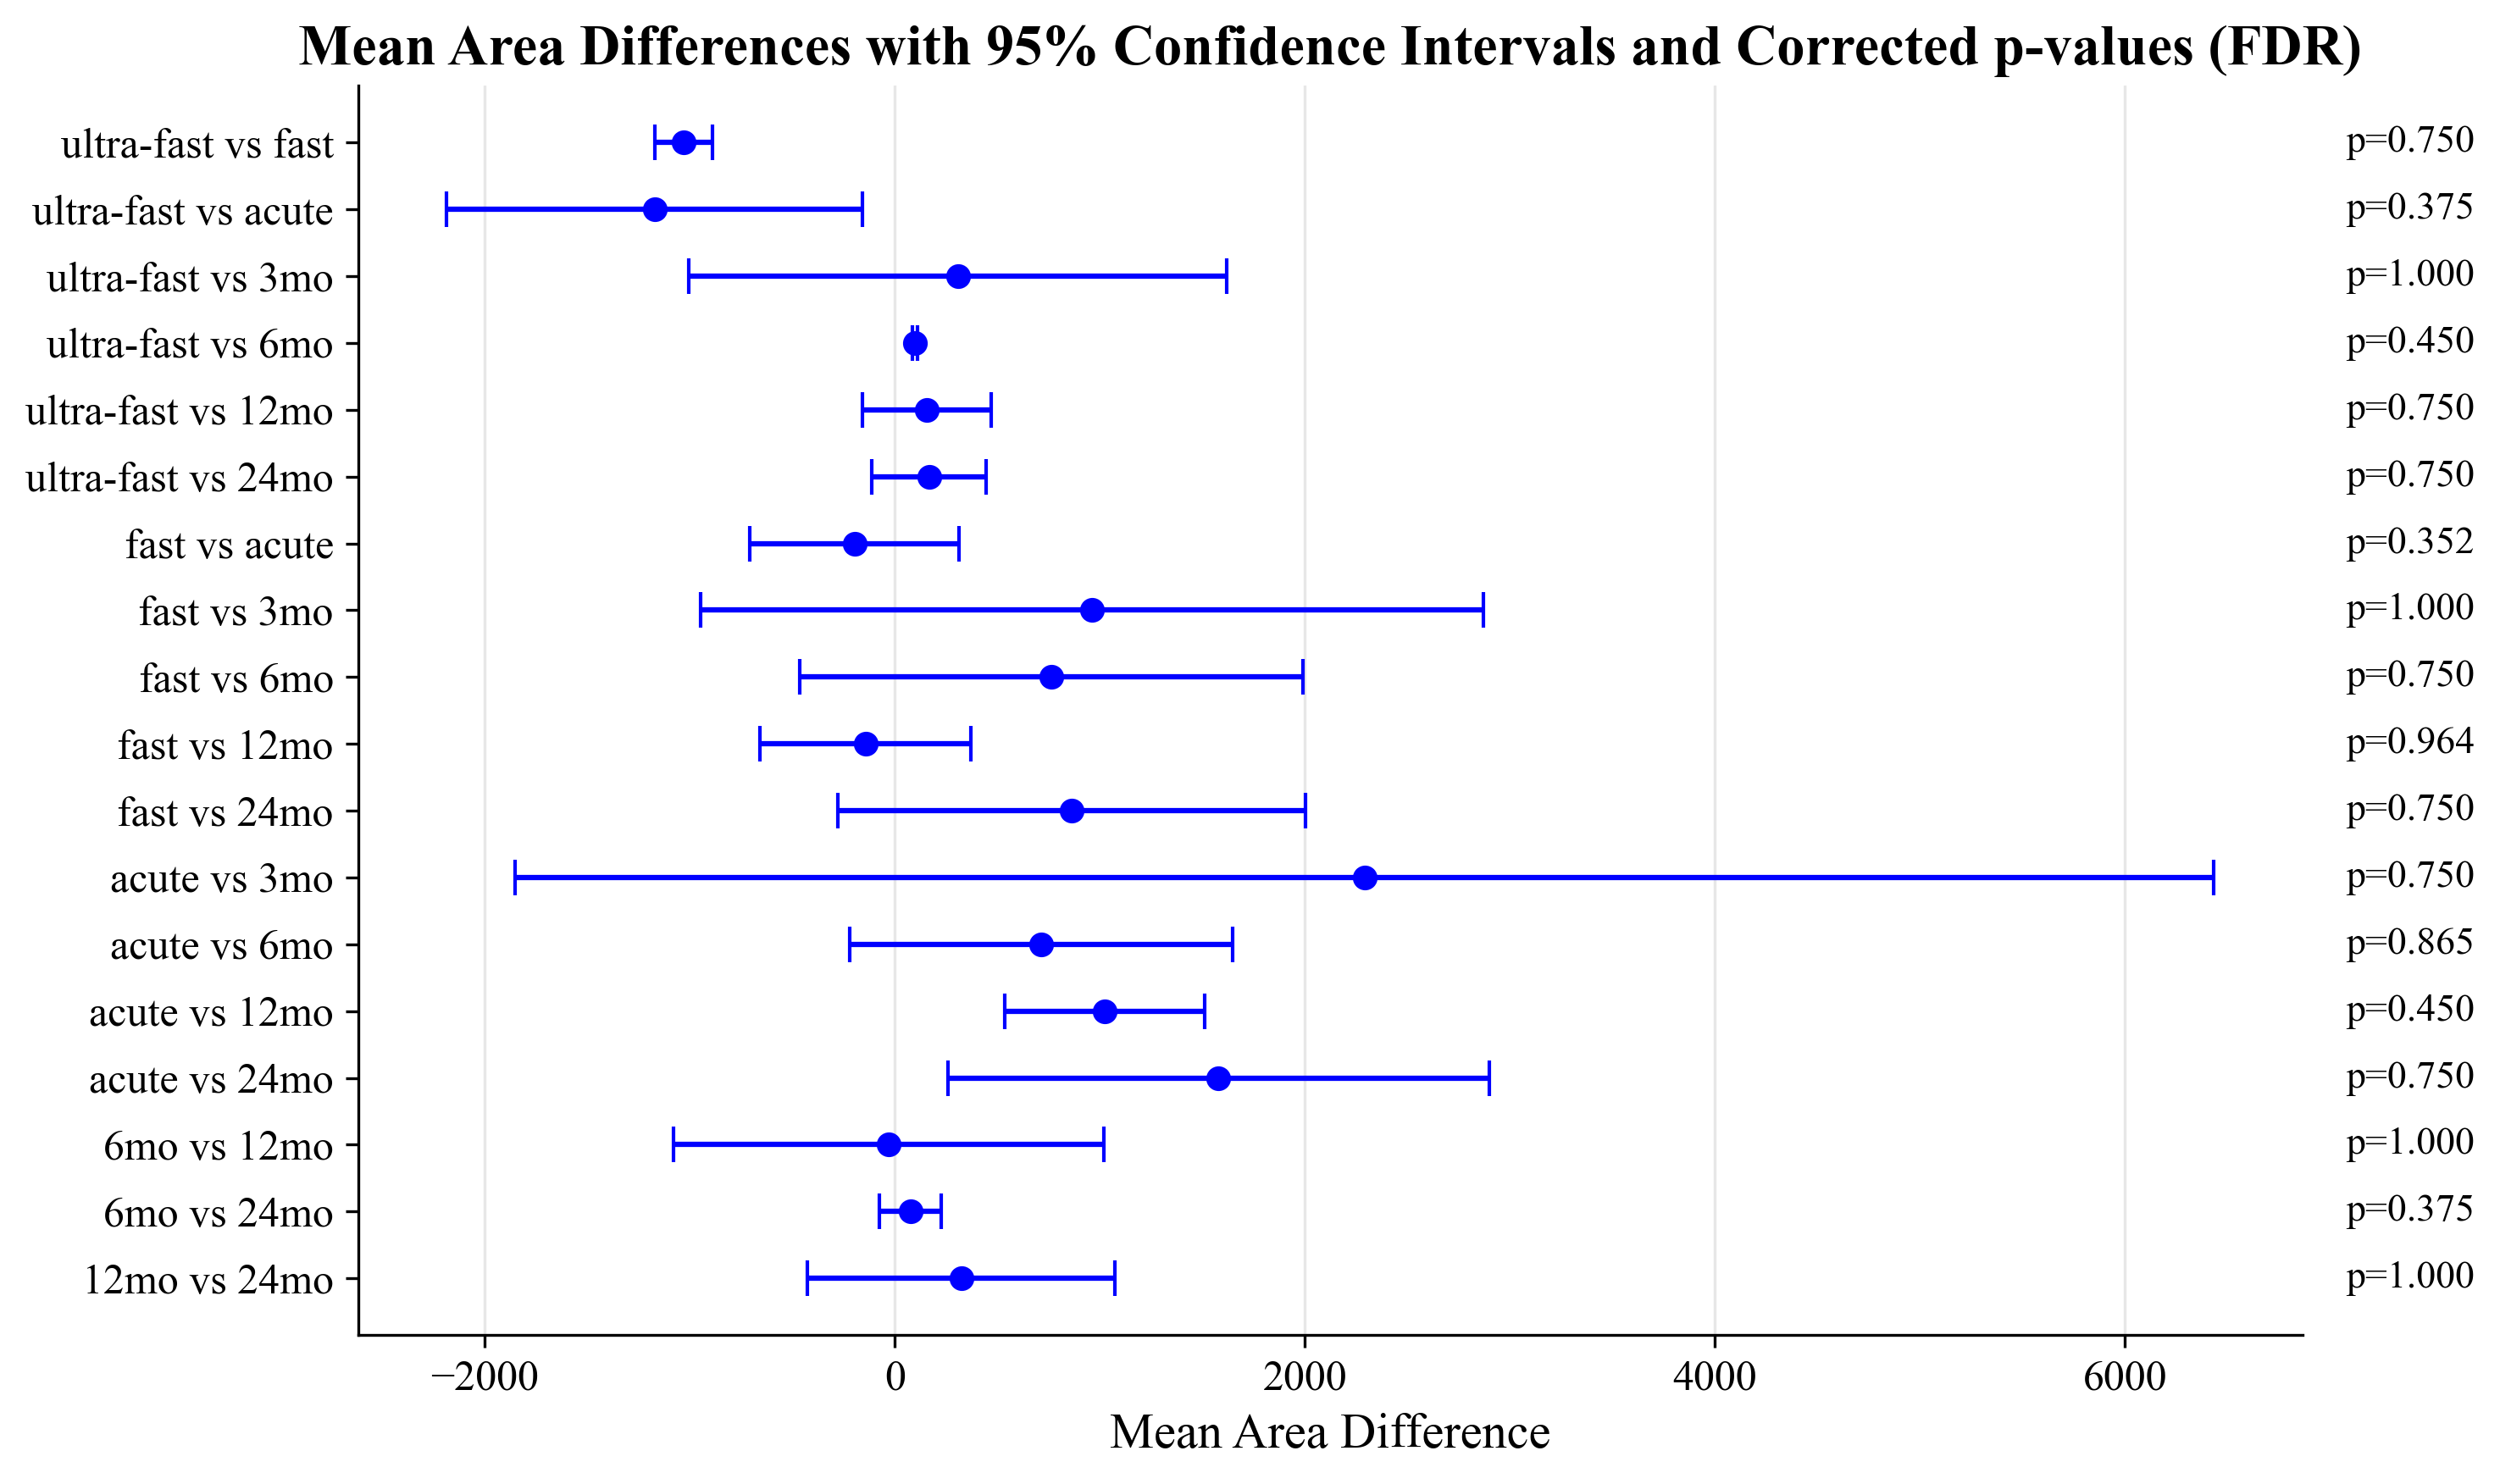 Mean Area Differences with 95% Confidence Intervals and Corrected p-values (FDR)
ultra-fast vs fast p=0.750
ultra-fast vs acute p=0.375
ultra-fast vs 3mo p=1.000
ultra-fast vs 6mo p=0.450
ultra-fast vs 12mo p=0.750
ultra-fast vs 24mo p=0.750
fast vs acute p=0.352
fast vs 3mo p=1.000
fast vs 6mo p=0.750
fast vs 12mo p=0.964
fast vs 24mo p=0.750
acute vs 3mo p=0.750
acute vs 6mo p=0.865
acute vs 12mo p=0.450
acute vs 24mo p=0.750
6mo vs 12mo p=1.000
6mo vs 24mo p=0.375
12mo vs 24mo p=1.000
−2000 0 2000 4000 6000
Mean Area Difference